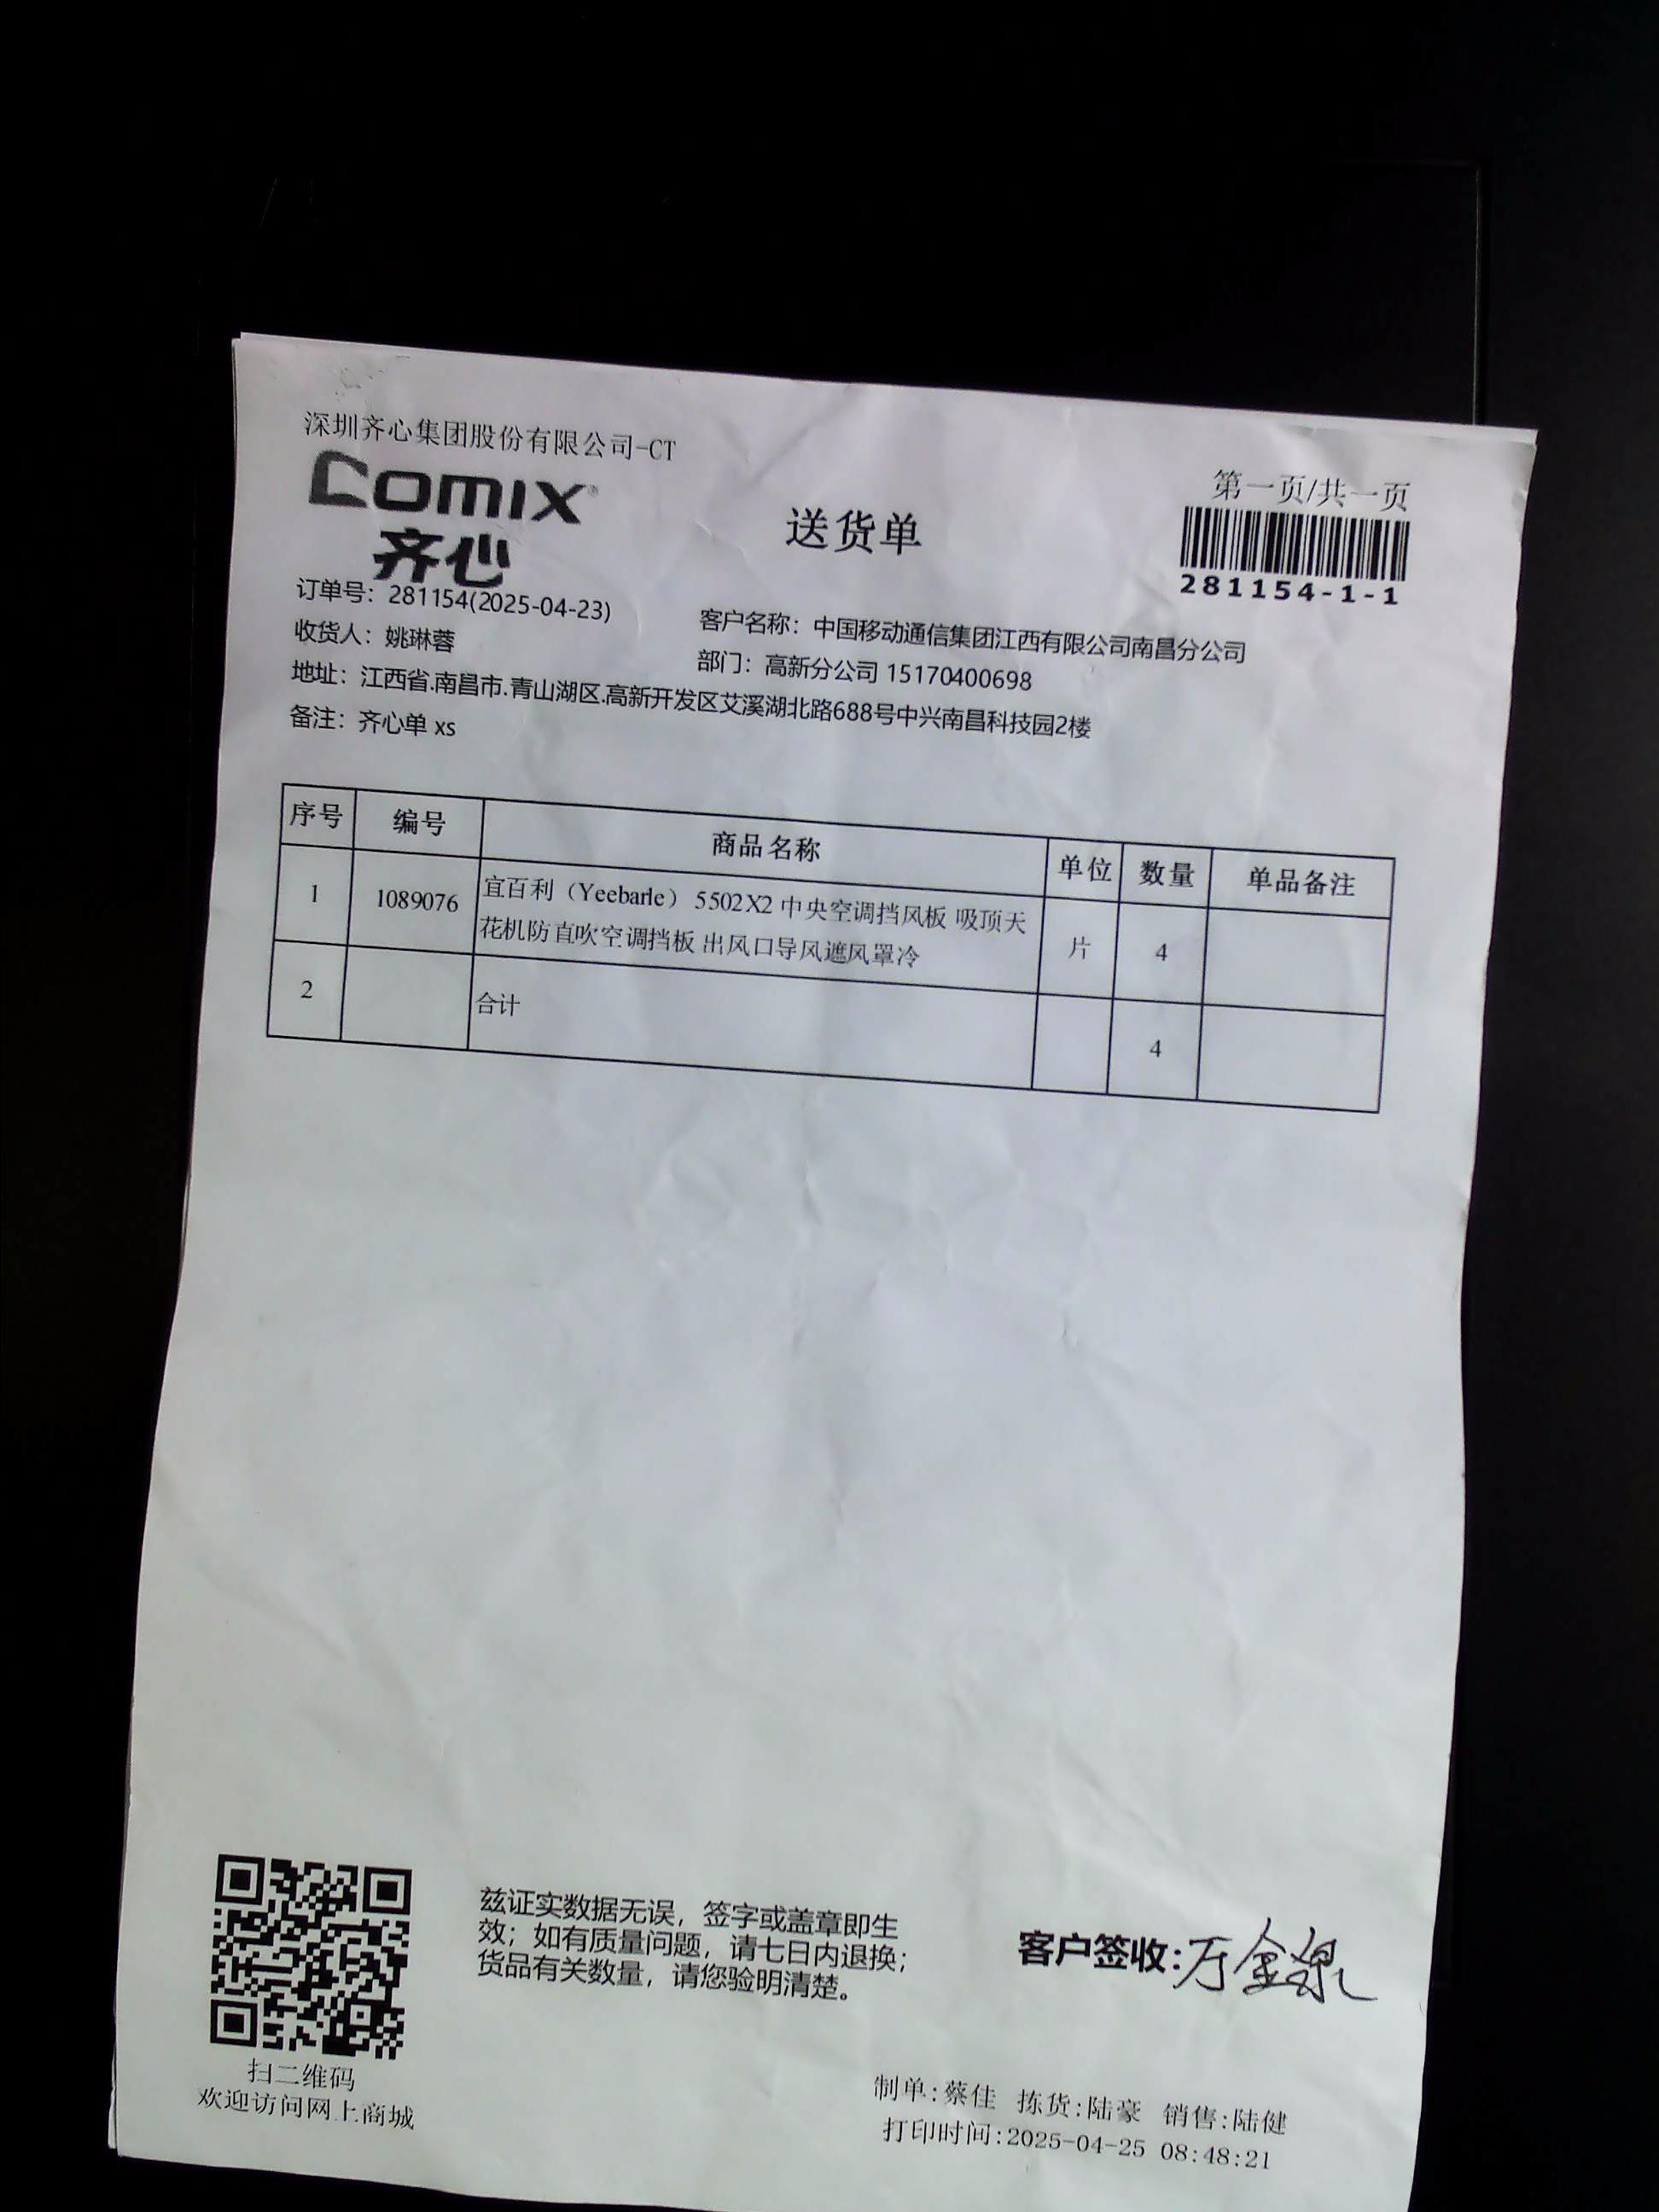 深圳齐心集团股份有限公司-CT
COMIX®
齐心
送货单
第一页/共一页
281154-1-1
订单号：281154(2025-04-23)
客户名称：中国移动通信集团江西有限公司南昌分公司
收货人：姚琳蓉
部门：高新分公司 15170400698
地址：江西省.南昌市.青山湖区.高新开发区艾溪湖北路688号中兴南昌科技园2楼
备注：齐心单 xs
序号 编号 商品名称 单位 数量 单品备注
1 1089076 宜百利（Yeebarle） 5502X2 中央空调挡风板 吸顶天
花机防直吹空调挡板 出风口导风遮风罩冷 片 4
2 合计 4
兹证实数据无误，签字或盖章即生
效；如有质量问题，请七日内退换；
货品有关数量，请您验明清楚。
客户签收:
扫二维码
欢迎访问网上商城
制单:蔡佳 拣货:陆豪 销售:陆健
打印时间:2025-04-25 08:48:21